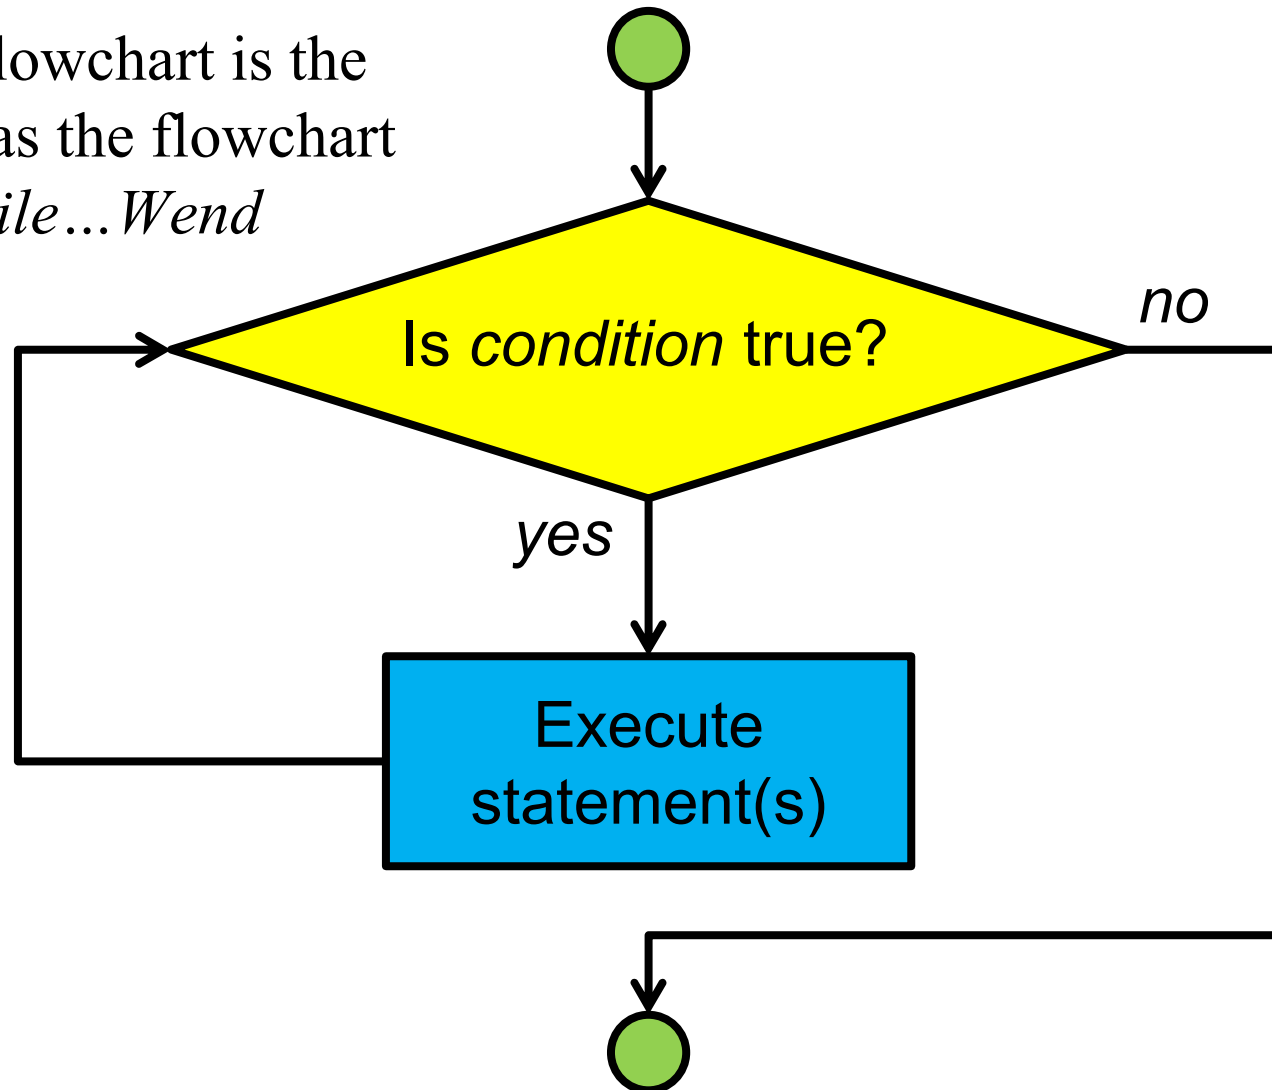 lowchart is the
as the flowchart
ile…Wend
Is condition true?
no
yes
Execute
statement(s)